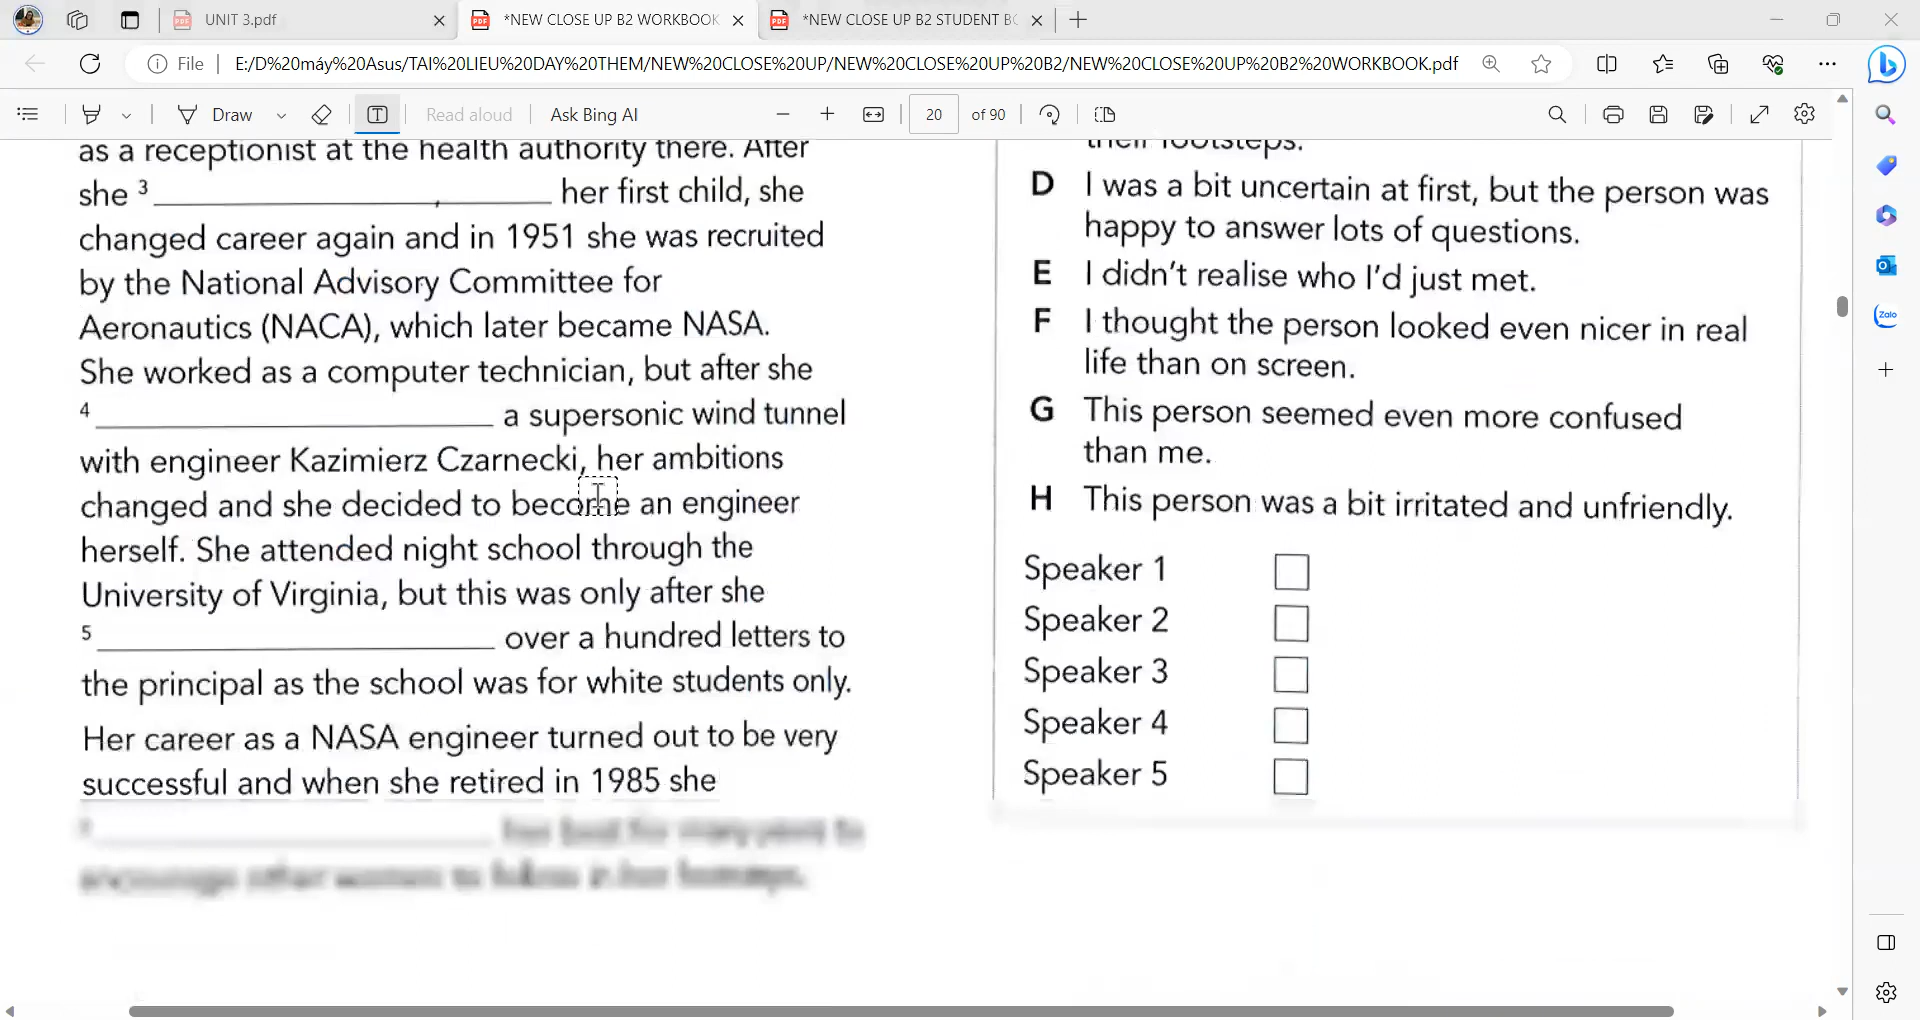 UNIT 3.pdf
*NEW CLOSE UP B2 WORKBOOK
*NEW CLOSE UP B2 STUDENT BO
File
E:/D%20máy%20Asus/TAI%20LIEU%20DAY%20THEM/NEW%20CLOSE%20UP/NEW%20CLOSE%20UP%20B2/NEW%20CLOSE%20UP%20B2%20WORKBOOK.pdf
Draw
Read aloud
Ask Bing AI
20 of 90
as a receptionist at the health authority there. After
she 3 ____________ her first child, she
changed career again and in 1951 she was recruited
by the National Advisory Committee for
Aeronautics (NACA), which later became NASA.
She worked as a computer technician, but after she
4 ____________ a supersonic wind tunnel
with engineer Kazimierz Czarnecki, her ambitions
changed and she decided to become an engineer
herself. She attended night school through the
University of Virginia, but this was only after she
5 ____________ over a hundred letters to
the principal as the school was for white students only.
Her career as a NASA engineer turned out to be very
successful and when she retired in 1985 she
their footsteps.
D I was a bit uncertain at first, but the person was
happy to answer lots of questions.
E I didn't realise who I'd just met.
F I thought the person looked even nicer in real
life than on screen.
G This person seemed even more confused
than me.
H This person was a bit irritated and unfriendly.
Speaker 1
Speaker 2
Speaker 3
Speaker 4
Speaker 5
Zalo